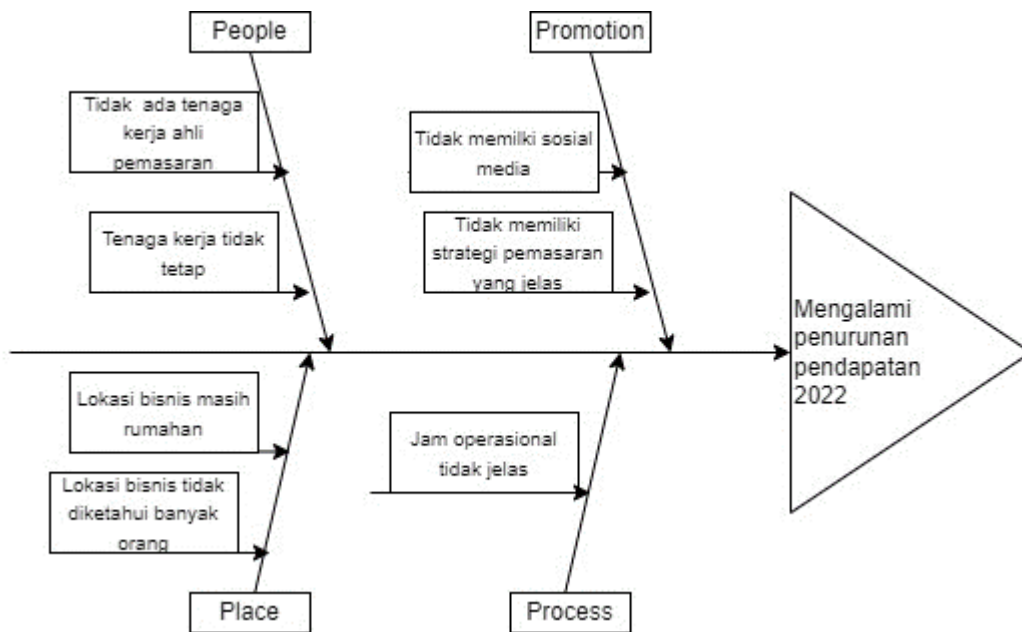 People
Promotion
Tidak ada tenaga
kerja ahli
pemasaran
Tidak memilki sosial
media
Tenaga kerja tidak
tetap
Tidak memiliki
strategi pemasaran
yang jelas
Mengalami
penurunan
pendapatan
2022
Lokasi bisnis masih
rumahan
Jam operasional
tidak jelas
Lokasi bisnis tidak
diketahui banyak
orang
Place
Process